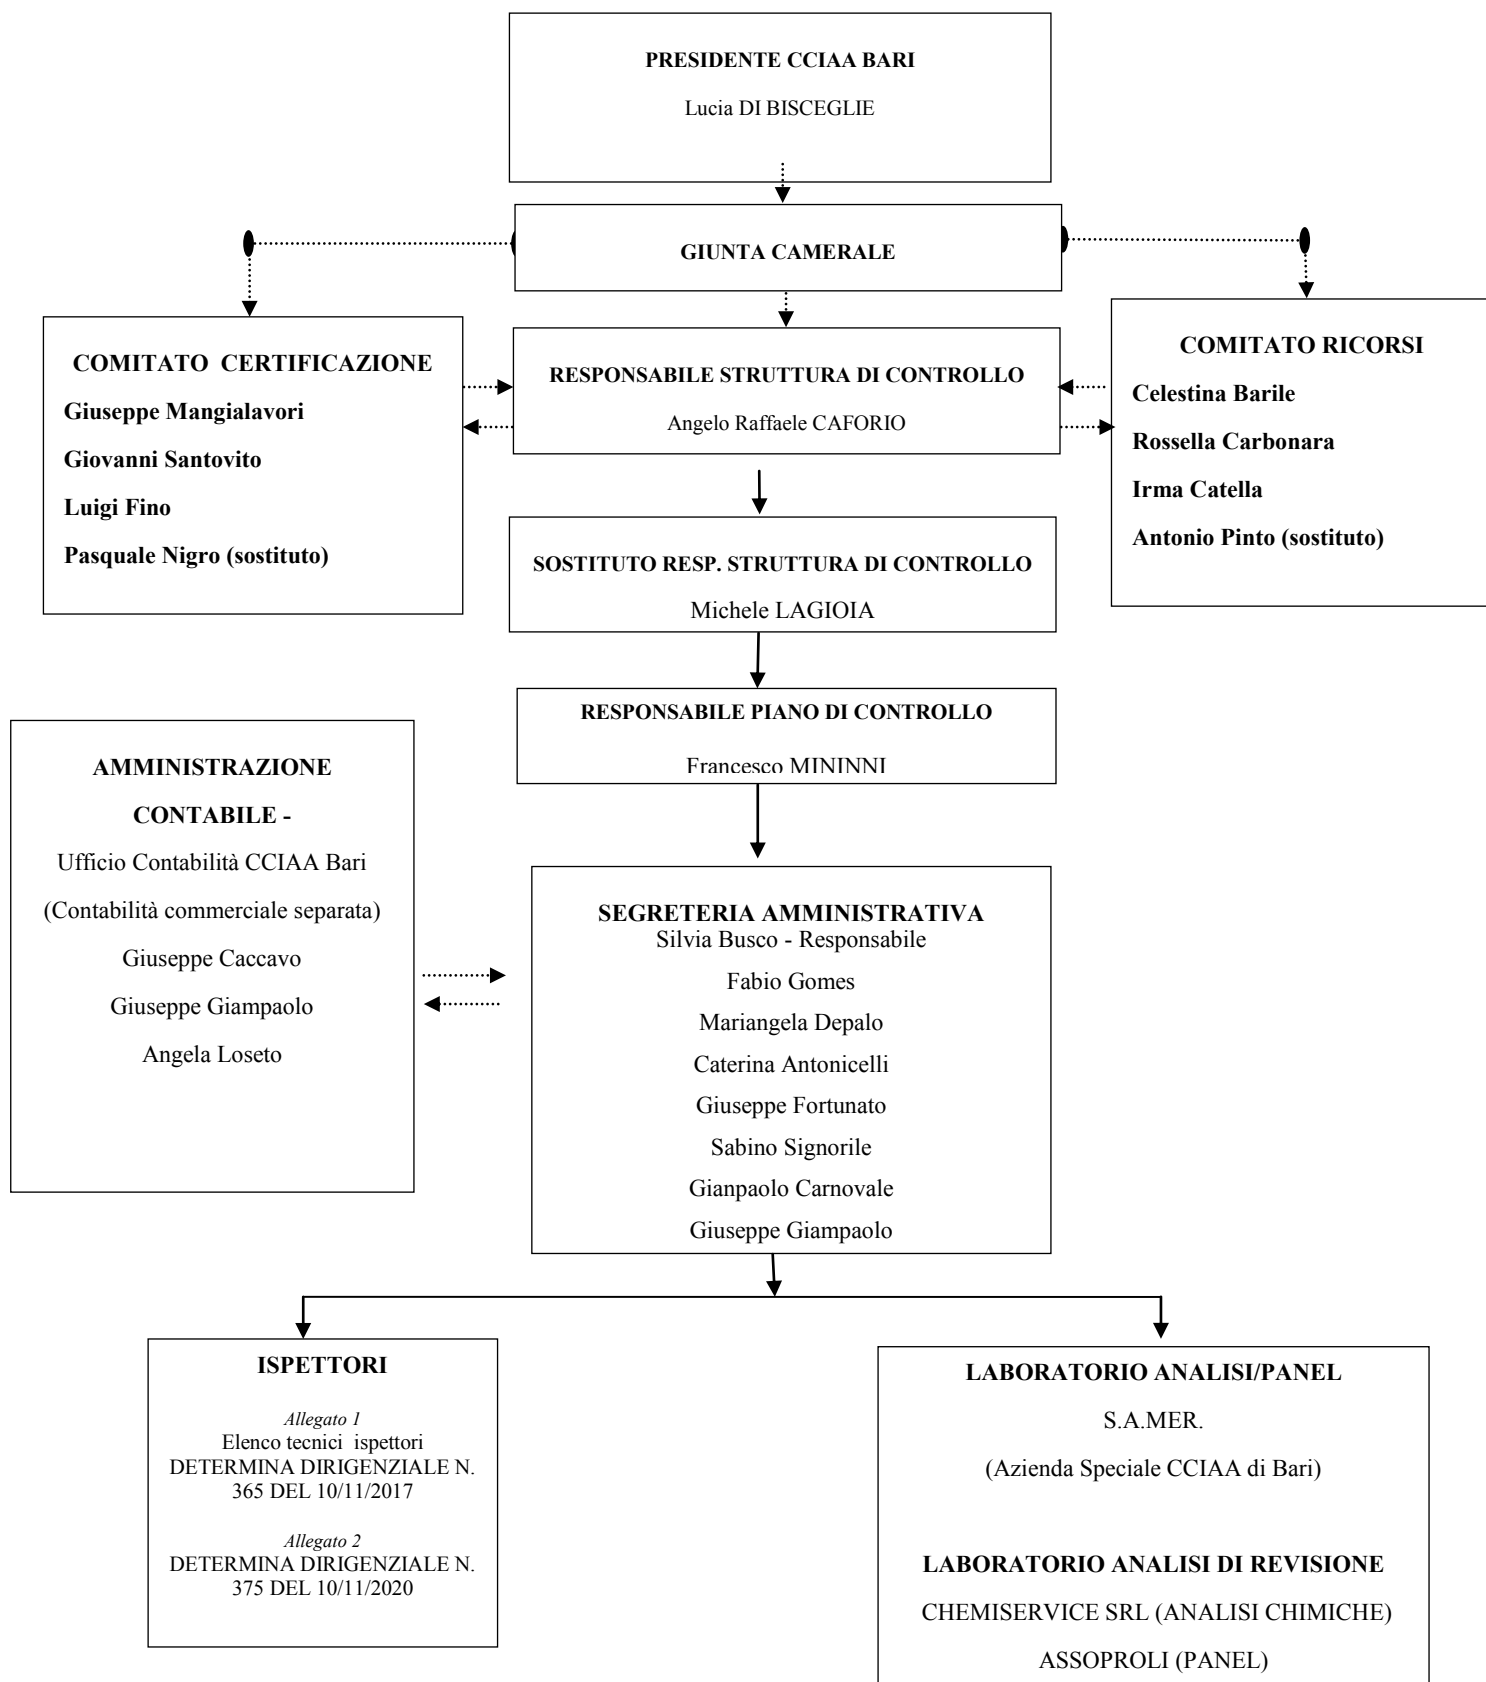 PRESIDENTE CCIAA BARI
Lucia DI BISCEGLIE
GIUNTA CAMERALE
COMITATO CERTIFICAZIONE
Giuseppe Mangialavori
Giovanni Santovito
Luigi Fino
Pasquale Nigro (sostituto)
RESPONSABILE STRUTTURA DI CONTROLLO
Angelo Raffaele CAFORIO
COMITATO RICORSI
Celestina Barile
Rossella Carbonara
Irma Catella
Antonio Pinto (sostituto)
SOSTITUTO RESP. STRUTTURA DI CONTROLLO
Michele LAGIOIA
RESPONSABILE PIANO DI CONTROLLO
Francesco MININNI
AMMINISTRAZIONE
CONTABILE -
Ufficio Contabilità CCIAA Bari
(Contabilità commerciale separata)
Giuseppe Caccavo
Giuseppe Giampaolo
Angela Loseto
SEGRETERIA AMMINISTRATIVA
Silvia Busco - Responsabile
Fabio Gomes
Mariangela Depalo
Caterina Antonicelli
Giuseppe Fortunato
Sabino Signorile
Gianpaolo Carnovale
Giuseppe Giampaolo
ISPETTORI
Allegato 1
Elenco tecnici ispettori
DETERMINA DIRIGENZIALE N.
365 DEL 10/11/2017
Allegato 2
DETERMINA DIRIGENZIALE N.
375 DEL 10/11/2020
LABORATORIO ANALISI/PANEL
S.A.MER.
(Azienda Speciale CCIAA di Bari)
LABORATORIO ANALISI DI REVISIONE
CHEMISERVICE SRL (ANALISI CHIMICHE)
ASSOPROLI (PANEL)